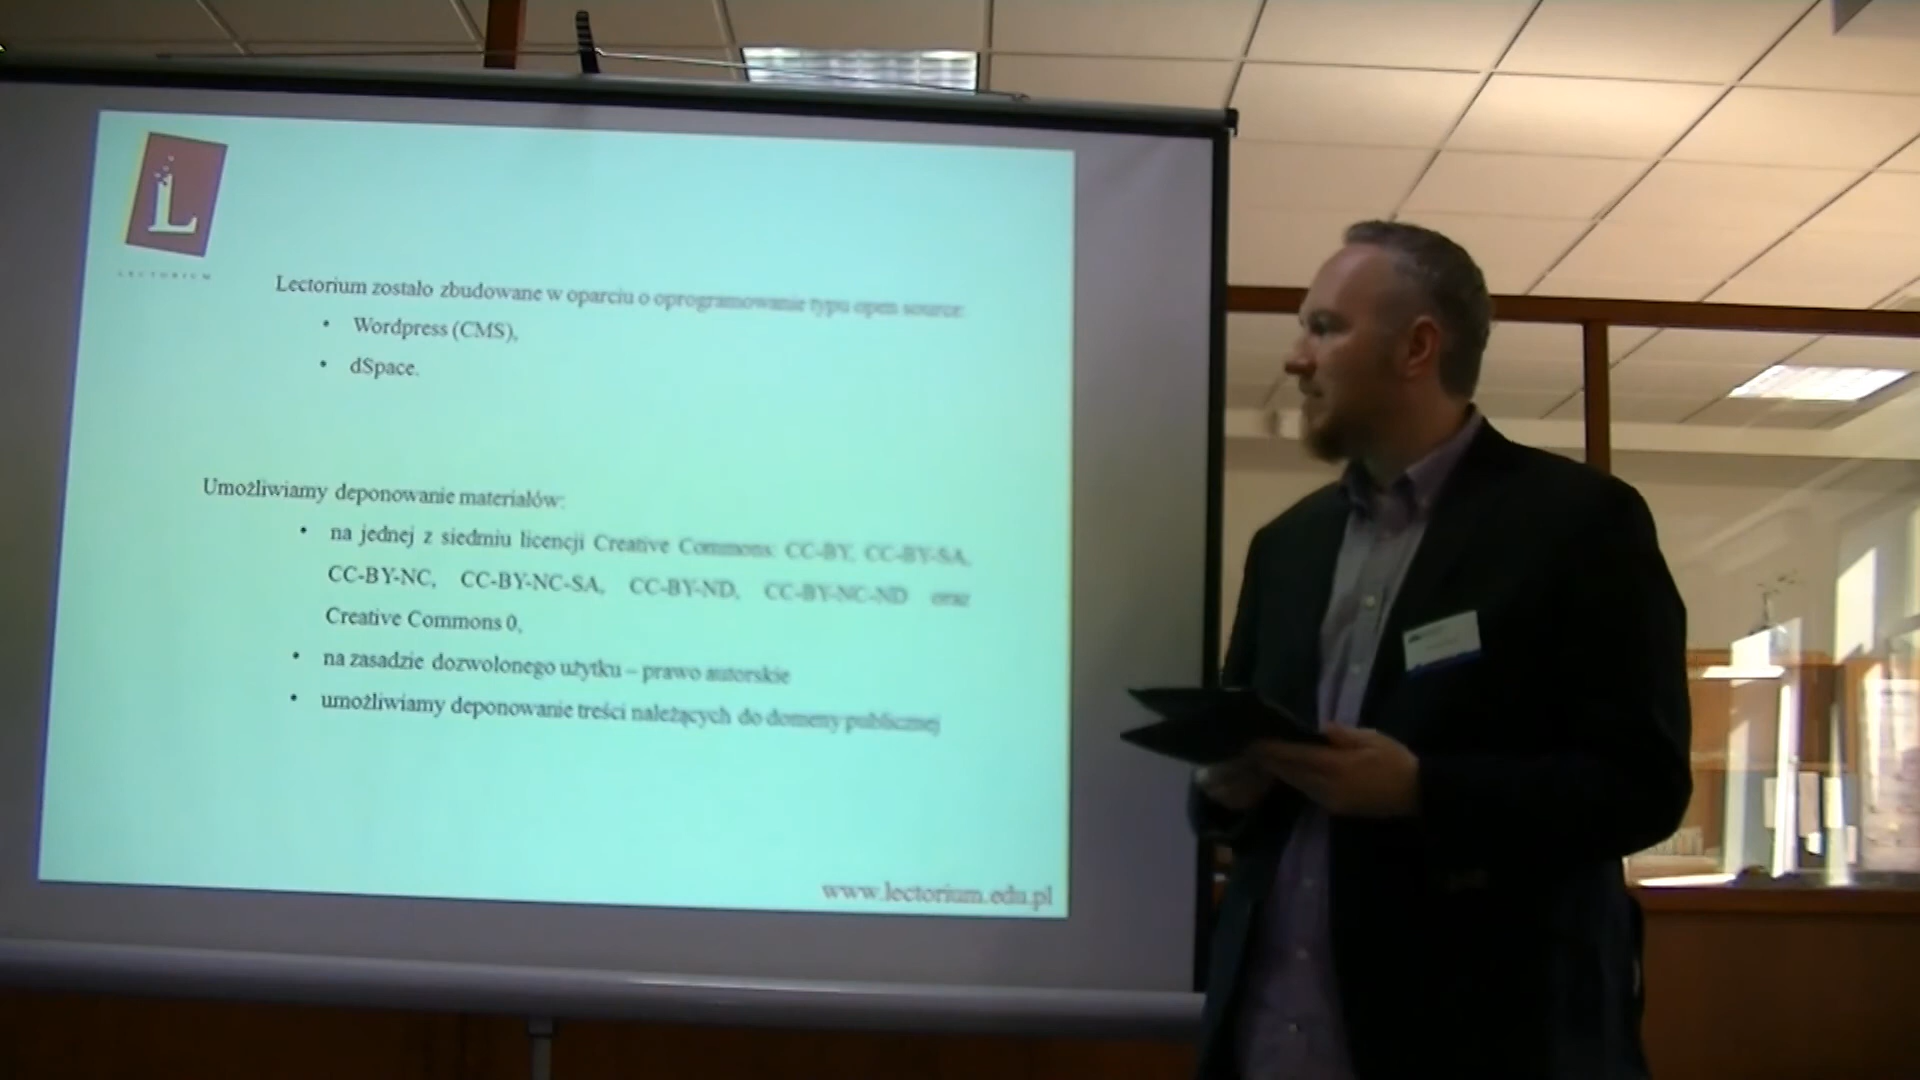 L
LECTORIUM
Lectorium zostało zbudowane w oparciu o oprogramowanie typu open source:
• Wordpress (CMS),
• dSpace.
Umożliwiamy deponowanie materiałów:
• na jednej z siedmiu licencji Creative Commons: CC-BY, CC-BY-SA,
CC-BY-NC, CC-BY-NC-SA, CC-BY-ND, CC-BY-NC-ND oraz
Creative Commons 0,
• na zasadzie dozwolonego użytku – prawo autorskie
• umożliwiamy deponowanie treści należących do domeny publicznej
www.lectorium.edu.pl